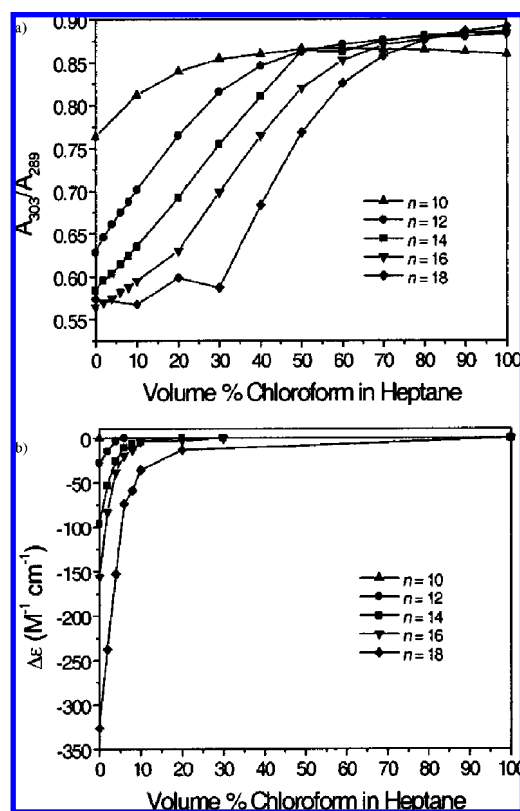 a)
0.90
0.85
0.80
0.75
0.70
0.65
0.60
0.55
A₃₀₃/A₂₈₉
n = 10
n = 12
n = 14
n = 16
n = 18
0 10 20 30 40 50 60 70 80 90 100
Volume % Chloroform in Heptane
b)
0
-50
-100
-150
-200
-250
-300
-350
Δε (M⁻¹ cm⁻¹)
n = 10
n = 12
n = 14
n = 16
n = 18
0 10 20 30 40 50 60 70 80 90 100
Volume % Chloroform in Heptane